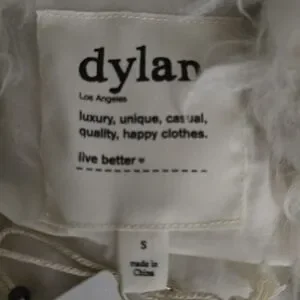 dylan
Los Angeles
luxury, unique, casual,
quality, happy clothes.
live better ♥
S
made in
China